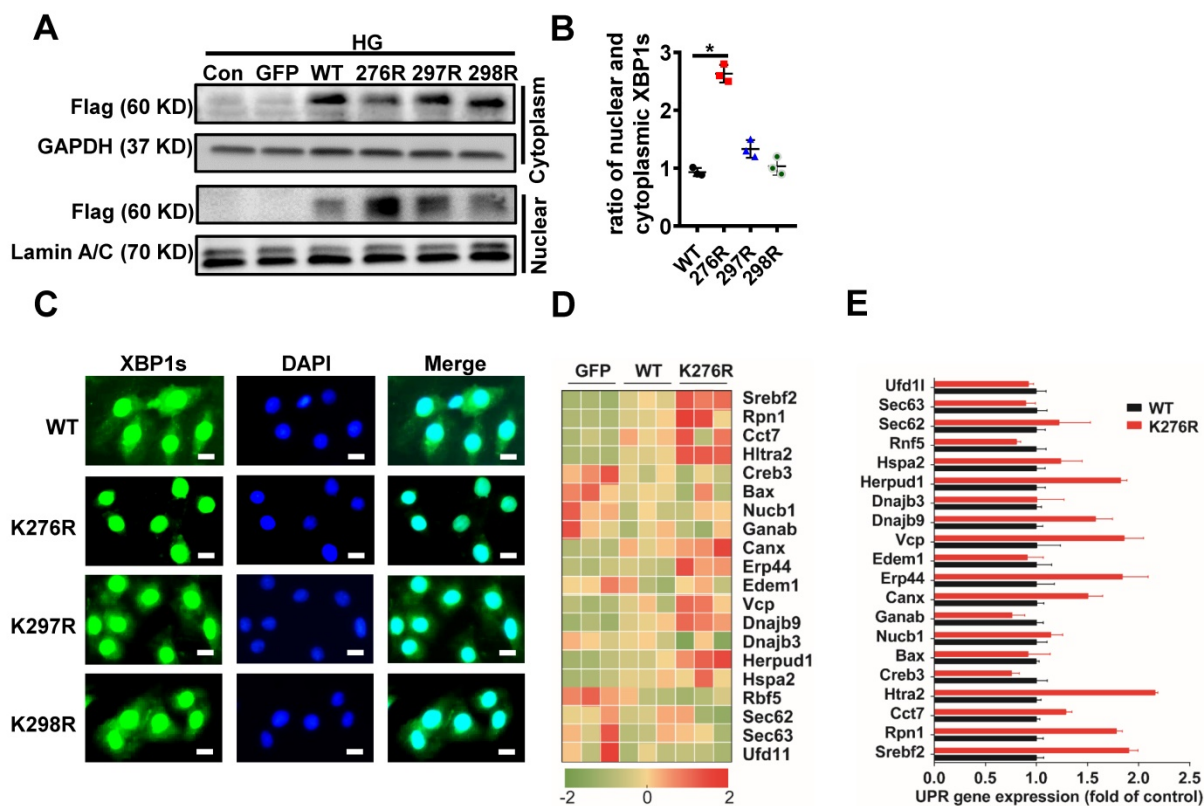 A
HG
Con GFP WT 276R 297R 298R
Flag (60 KD)
GAPDH (37 KD)
Cytoplasm
Flag (60 KD)
Lamin A/C (70 KD)
Nuclear
B
ratio of nuclear and
cytoplasmic XBP1s
3
2
1
0
*
WT
276R
297R
298R
C
XBP1s DAPI Merge
WT
K276R
K297R
K298R
D
GFP WT K276R
Srebf2
Rpn1
Cct7
Hltra2
Creb3
Bax
Nucb1
Ganab
Canx
Erp44
Edem1
Vcp
Dnajb9
Dnajb3
Herpud1
Hspa2
Rbf5
Sec62
Sec63
Ufd11
-2 0 2
E
Ufd1l
Sec63
Sec62
Rnf5
Hspa2
Herpud1
Dnajb3
Dnajb9
Vcp
Edem1
Erp44
Canx
Ganab
Nucb1
Bax
Creb3
Htra2
Cct7
Rpn1
Srebf2
WT
K276R
0.0 0.5 1.0 1.5 2.0 2.5
UPR gene expression (fold of control)